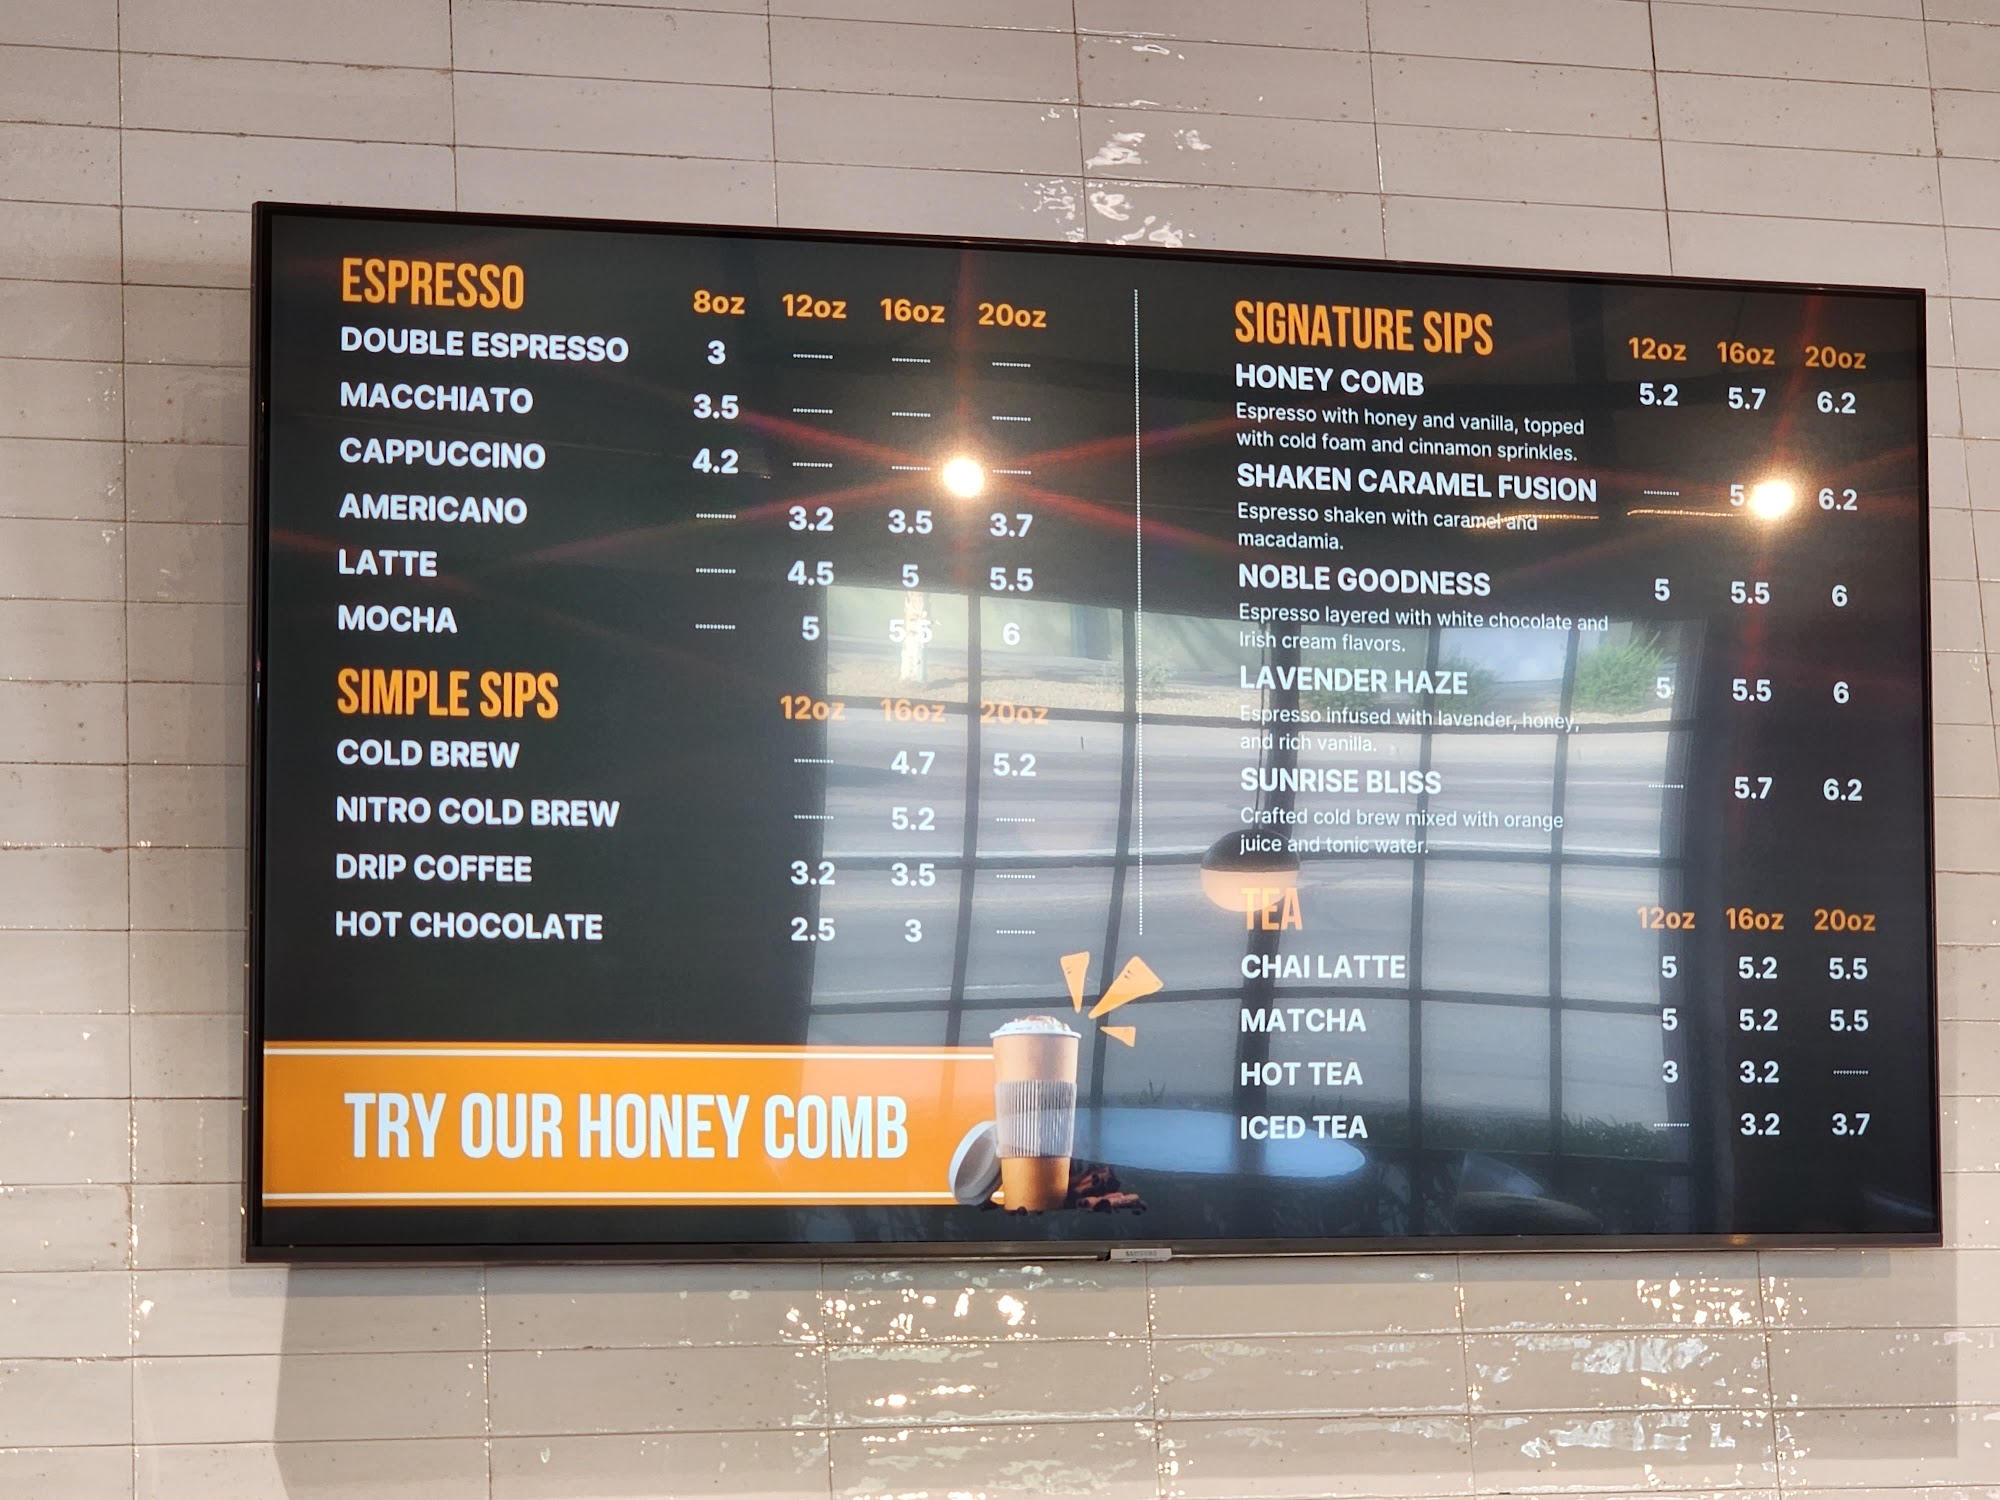 ESPRESSO 8oz 12oz 16oz 20oz
DOUBLE ESPRESSO 3 ........... ........... ...........
MACCHIATO 3.5 ........... ........... ...........
CAPPUCCINO 4.2 ........... ........... ...........
AMERICANO ........... 3.2 3.5 3.7
LATTE ........... 4.5 5 5.5
MOCHA ........... 5 5.5 6
SIMPLE SIPS 12oz 16oz 20oz
COLD BREW ........... 4.7 5.2
NITRO COLD BREW ........... 5.2 ...........
DRIP COFFEE 3.2 3.5 ...........
HOT CHOCOLATE 2.5 3 ...........
TRY OUR HONEY COMB
SIGNATURE SIPS 12oz 16oz 20oz
HONEY COMB 5.2 5.7 6.2
Espresso with honey and vanilla, topped
with cold foam and cinnamon sprinkles.
SHAKEN CARAMEL FUSION ........... 6.2
Espresso shaken with caramel and
macadamia.
NOBLE GOODNESS 5 5.5 6
Espresso layered with white chocolate and
Irish cream flavors.
LAVENDER HAZE 5 5.5 6
Espresso infused with lavender, honey,
and rich vanilla.
SUNRISE BLISS ........... 5.7 6.2
Crafted cold brew mixed with orange
juice and tonic water.
TEA 12oz 16oz 20oz
CHAI LATTE 5 5.2 5.5
MATCHA 5 5.2 5.5
HOT TEA 3 3.2 ...........
ICED TEA ........... 3.2 3.7
SAMSUNG